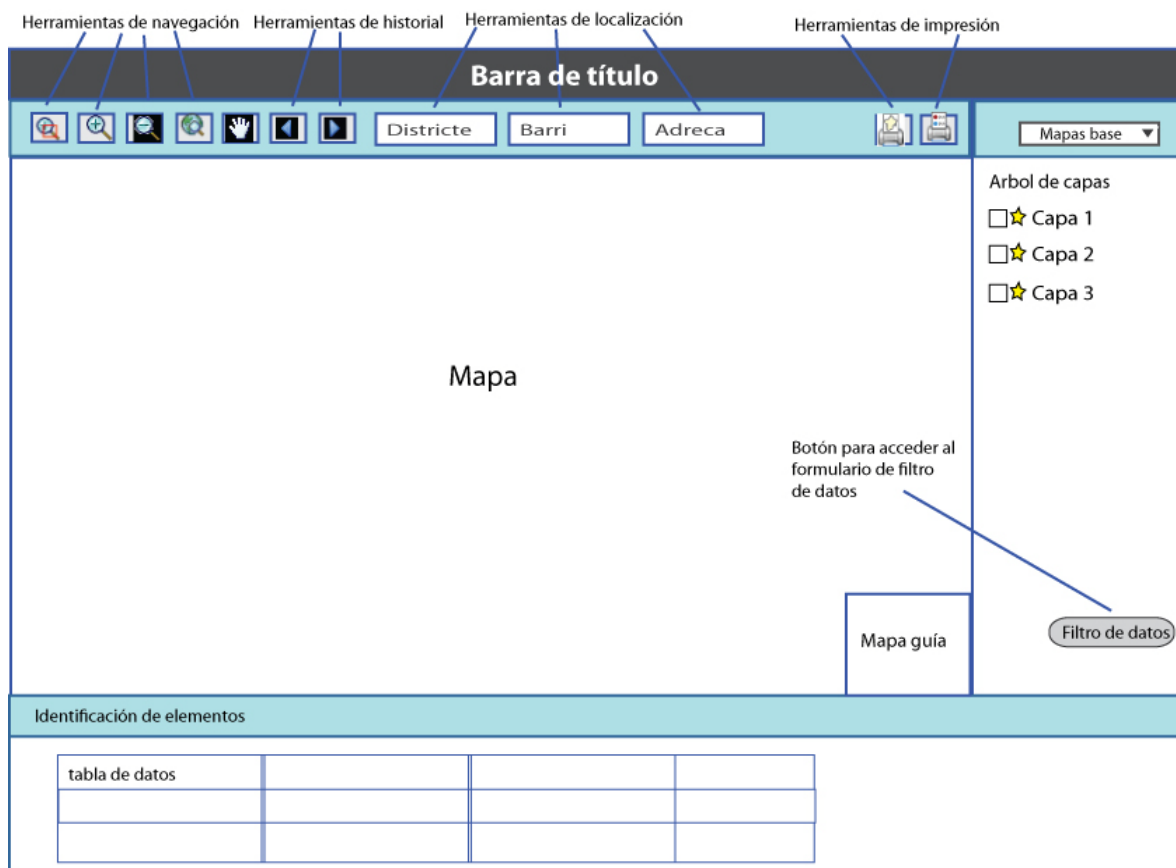 Herramientas de navegación
Herramientas de historial
Herramientas de localización
Herramientas de impresión
Barra de título
Districte
Barri
Adreca
Mapas base
Arbol de capas
Capa 1
Capa 2
Capa 3
Mapa
Botón para acceder al
formulario de filtro
de datos
Mapa guía
Filtro de datos
Identificación de elementos
tabla de datos